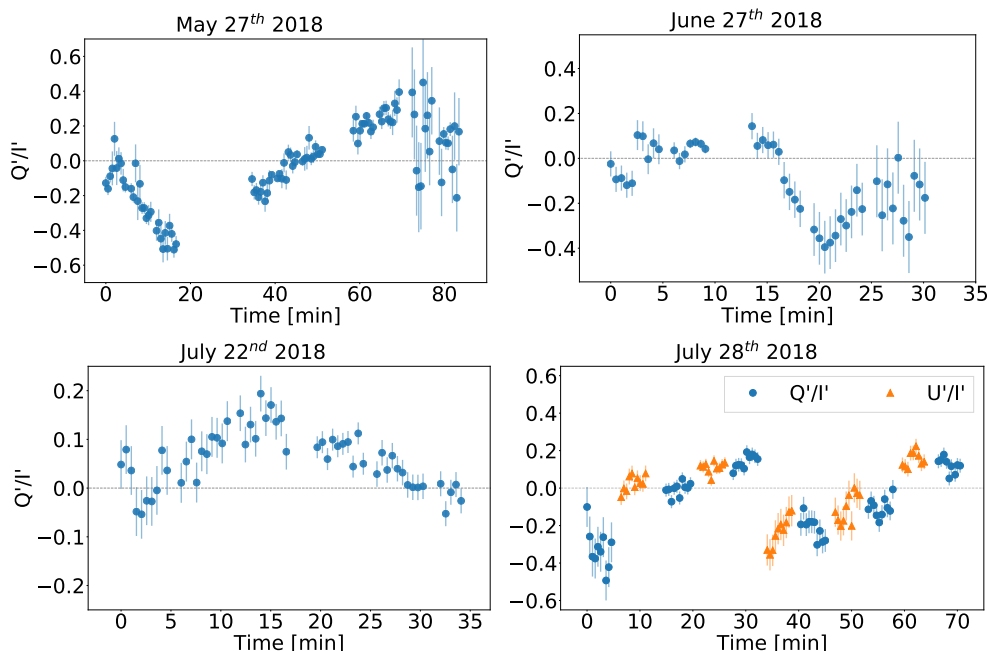 May 27th 2018
0.6
0.4
0.2
0.0
−0.2
−0.4
−0.6
Q'/I'
0 20 40 60 80
Time [min]
June 27th 2018
0.4
0.2
0.0
−0.2
−0.4
Q'/I'
0 5 10 15 20 25 30 35
Time [min]
July 22nd 2018
0.2
0.1
0.0
−0.1
−0.2
Q'/I'
0 5 10 15 20 25 30 35
Time [min]
July 28th 2018
Q'/I' U'/I'
0.6
0.4
0.2
0.0
−0.2
−0.4
−0.6
0 10 20 30 40 50 60 70
Time [min]